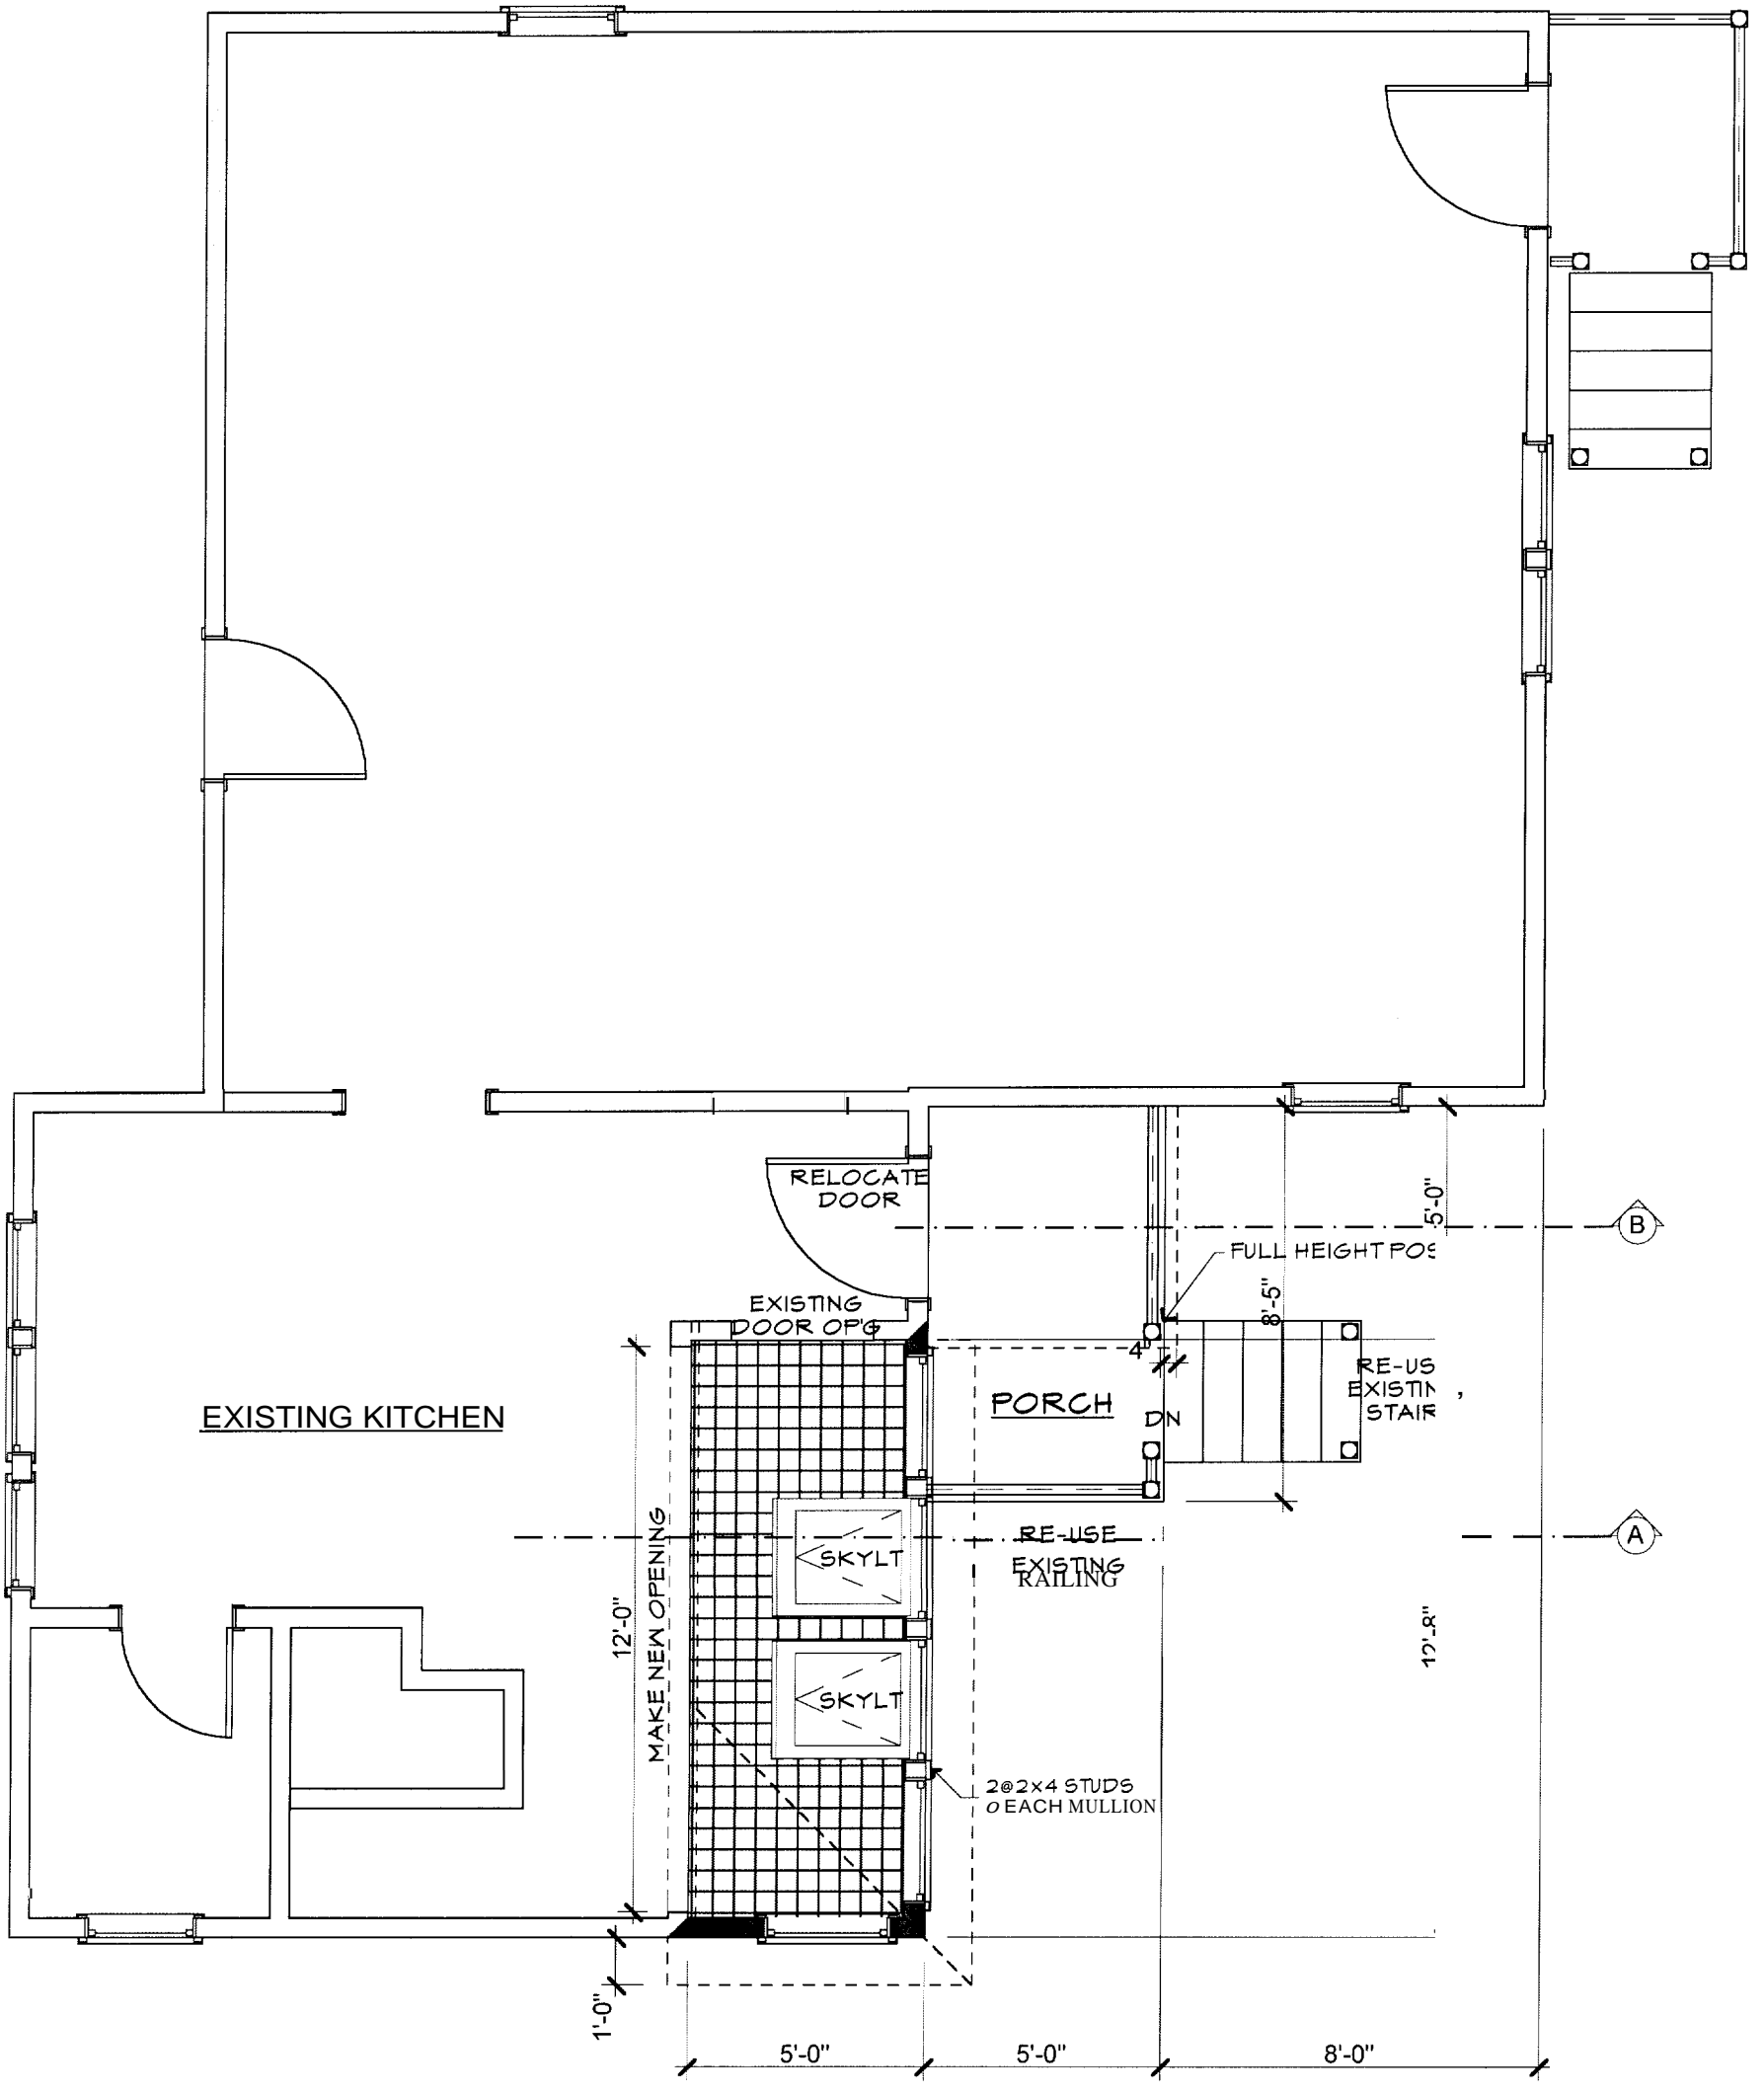 RELOCATE
DOOR
B
5'-0"
FULL HEIGHT POS
8'-5"
EXISTING
DOOR OP'G
4"
RE-US
EXISTIN ,
STAIR
PORCH
DN
EXISTING KITCHEN
MAKE NEW OPENING
12'-0"
SKYLT
RE-USE
EXISTING
RAILING
A
12'-8"
SKYLT
2@2x4 STUDS
@ EACH MULLION
1'-0"
5'-0"
5'-0"
8'-0"